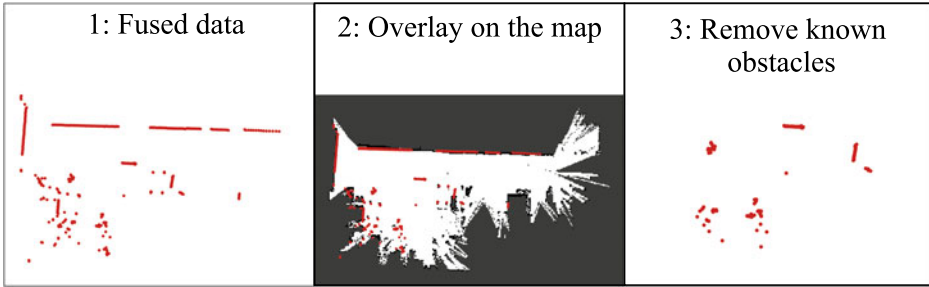 1: Fused data
2: Overlay on the map
3: Remove known
obstacles